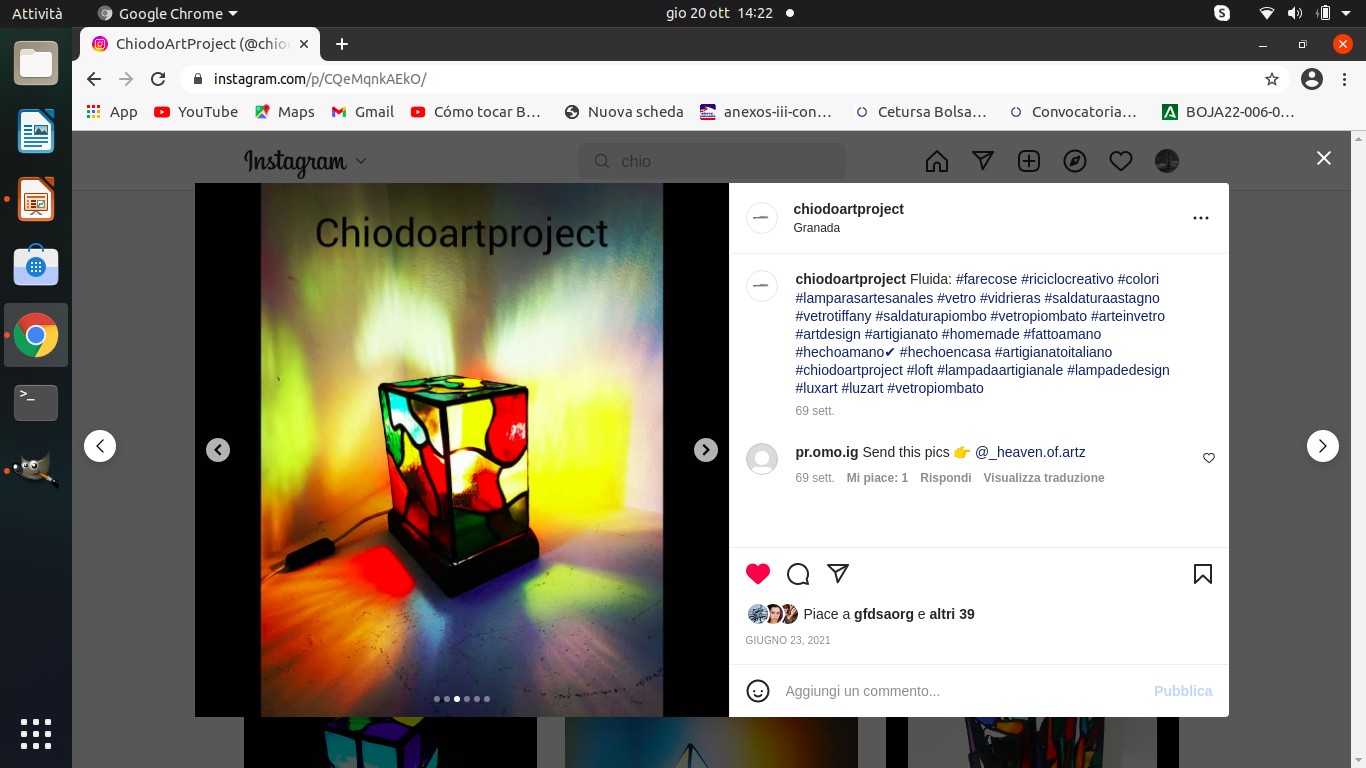 Attività
Google Chrome
gio 20 ott 14:22
S
ChiodoArtProject (@chio
instagram.com/p/CQeMqnkAEkO/
App
YouTube
Maps
Gmail
Cómo tocar B...
Nuova scheda
anexos-iii-con...
Cetursa Bolsa...
Convocatoria...
BOJA22-006-0...
Instagram
chio
Chiodoartproject
chiodoartproject
Granada
chiodoartproject Fluida: #farecose #riciclocreativo #colori
#lamparasartesanales #vetro #vidrieras #saldaturaastagno
#vetrotiffany #saldaturapiombo #vetropiombato #arteinvetro
#artdesign #artigianato #homemade #fattoamano
#hechoamano✔ #hechoencasa #artigianatoitaliano
#chiodoartproject #loft #lampadaartigianale #lampadedesign
#luxart #luzart #vetropiombato
69 sett.
pr.omo.ig Send this pics 👉 @_heaven.of.artz
69 sett. Mi piace: 1 Rispondi Visualizza traduzione
Piace a gfdsaorg e altri 39
GIUGNO 23, 2021
Aggiungi un commento...
Pubblica